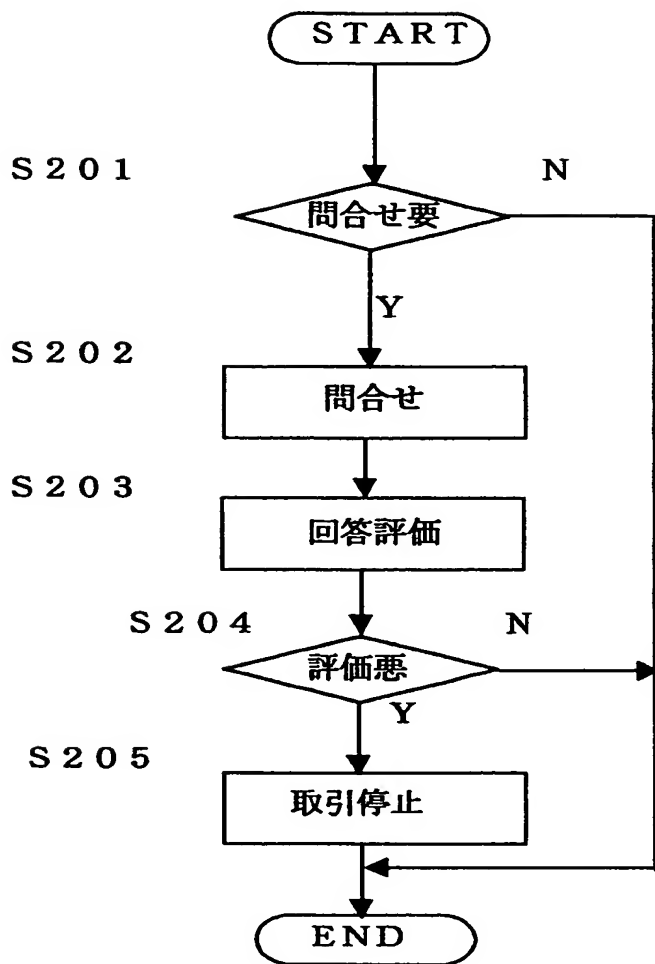 ＳＴＡＲＴ
Ｓ２０１
Ｎ
問合せ要
Ｙ
Ｓ２０２
問合せ
Ｓ２０３
回答評価
Ｓ２０４
Ｎ
評価悪
Ｙ
Ｓ２０５
取引停止
ＥＮＤ